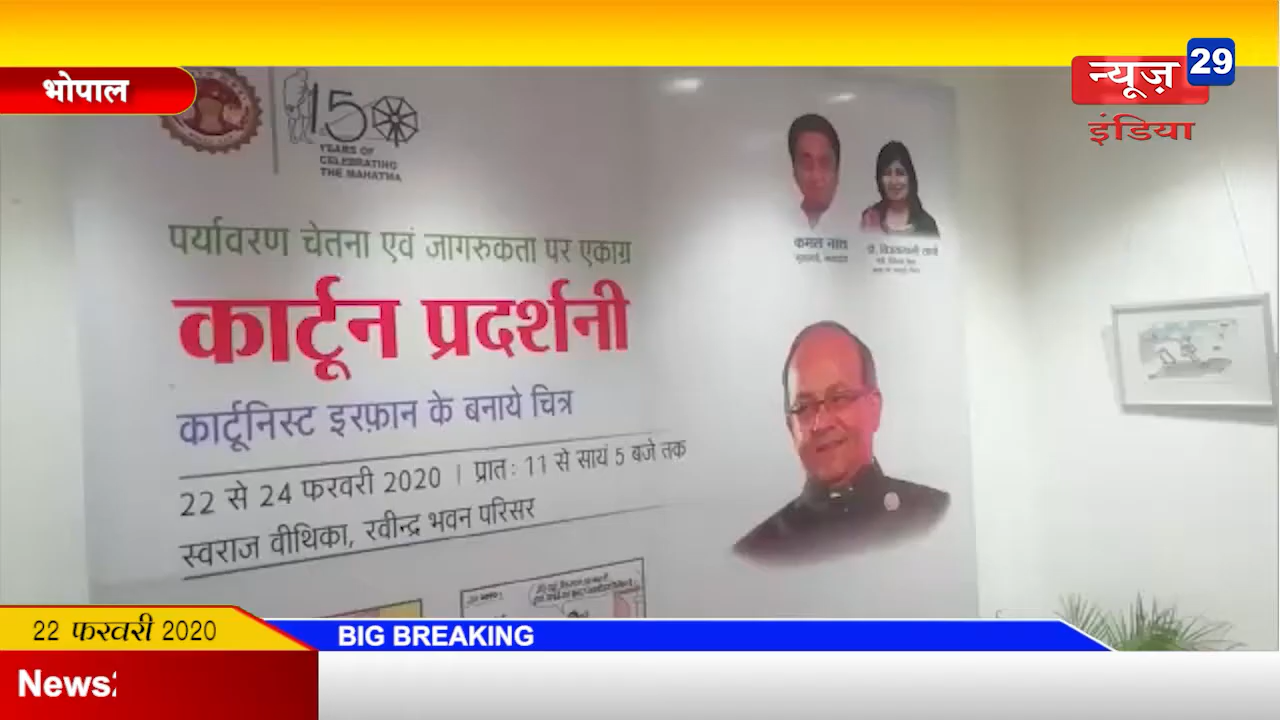 भोपाल
न्यूज़ 29
इंडिया
150
YEARS OF
CELEBRATING
THE MAHATMA
पर्यावरण चेतना एवं जागरुकता पर एकाग्र
कार्टून प्रदर्शनी
कार्टूनिस्ट इरफ़ान के बनाये चित्र
22 से 24 फरवरी 2020 । प्रातः 11 से सायं 5 बजे तक
स्वराज वीथिका, रवीन्द्र भवन परिसर
कमल नाथ
22 फरवरी 2020
BIG BREAKING
News